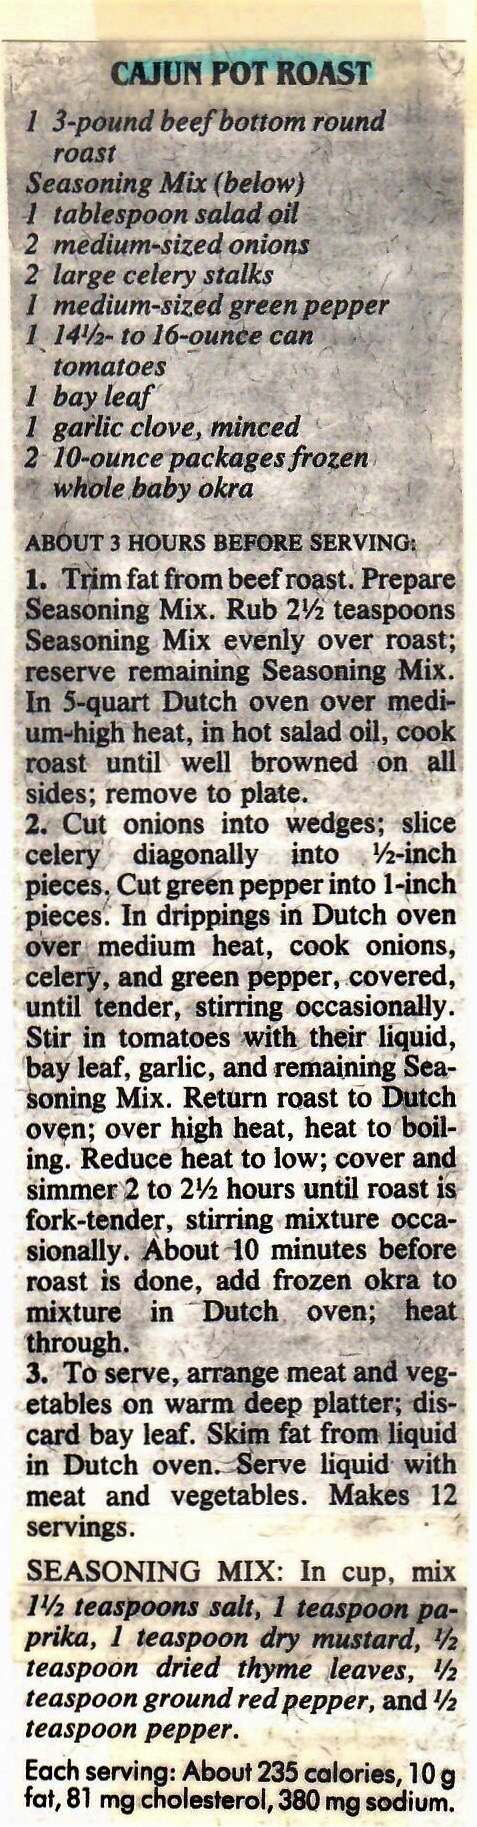 CAJUN POT ROAST
1 3-pound beef bottom round
roast
Seasoning Mix (below)
1 tablespoon salad oil
2 medium-sized onions
2 large celery stalks
1 medium-sized green pepper
1 14½- to 16-ounce can
tomatoes
1 bay leaf
1 garlic clove, minced
2 10-ounce packages frozen
whole baby okra
ABOUT 3 HOURS BEFORE SERVING:
1. Trim fat from beef roast. Prepare
Seasoning Mix. Rub 2½ teaspoons
Seasoning Mix evenly over roast;
reserve remaining Seasoning Mix.
In 5-quart Dutch oven over medi-
um-high heat, in hot salad oil, cook
roast until well browned on all
sides; remove to plate.
2. Cut onions into wedges; slice
celery diagonally into ½-inch
pieces. Cut green pepper into 1-inch
pieces. In drippings in Dutch oven
over medium heat, cook onions,
celery, and green pepper, covered,
until tender, stirring occasionally.
Stir in tomatoes with their liquid,
bay leaf, garlic, and remaining Sea-
soning Mix. Return roast to Dutch
oven; over high heat, heat to boil-
ing. Reduce heat to low; cover and
simmer 2 to 2½ hours until roast is
fork-tender, stirring mixture occa-
sionally. About 10 minutes before
roast is done, add frozen okra to
mixture in Dutch oven; heat
through.
3. To serve, arrange meat and veg-
etables on warm deep platter; dis-
card bay leaf. Skim fat from liquid
in Dutch oven. Serve liquid with
meat and vegetables. Makes 12
servings.
SEASONING MIX: In cup, mix
1½ teaspoons salt, 1 teaspoon pa-
prika, 1 teaspoon dry mustard, ½
teaspoon dried thyme leaves, ½
teaspoon ground red pepper, and ½
teaspoon pepper.
Each serving: About 235 calories, 10 g
fat, 81 mg cholesterol, 380 mg sodium.